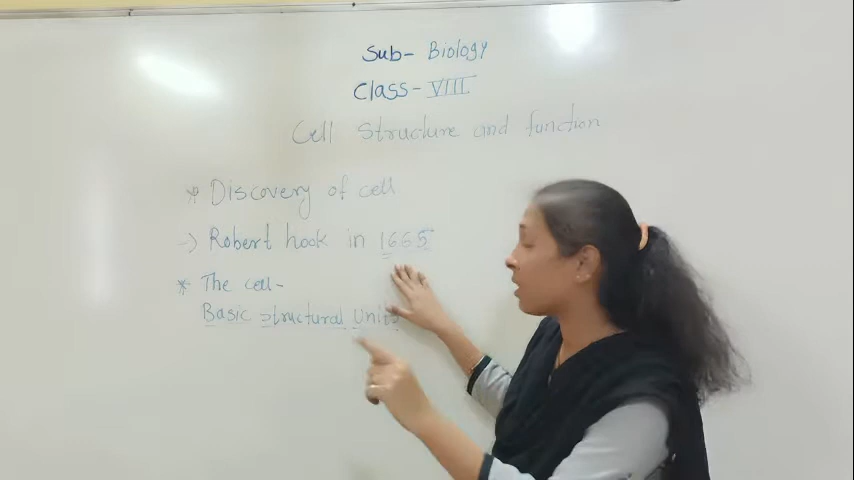 Sub- Biology
Class- VIII
Cell Structure and function
* Discovery of cell
-> Robert hook in 1665
* The cell-
Basic structural Units